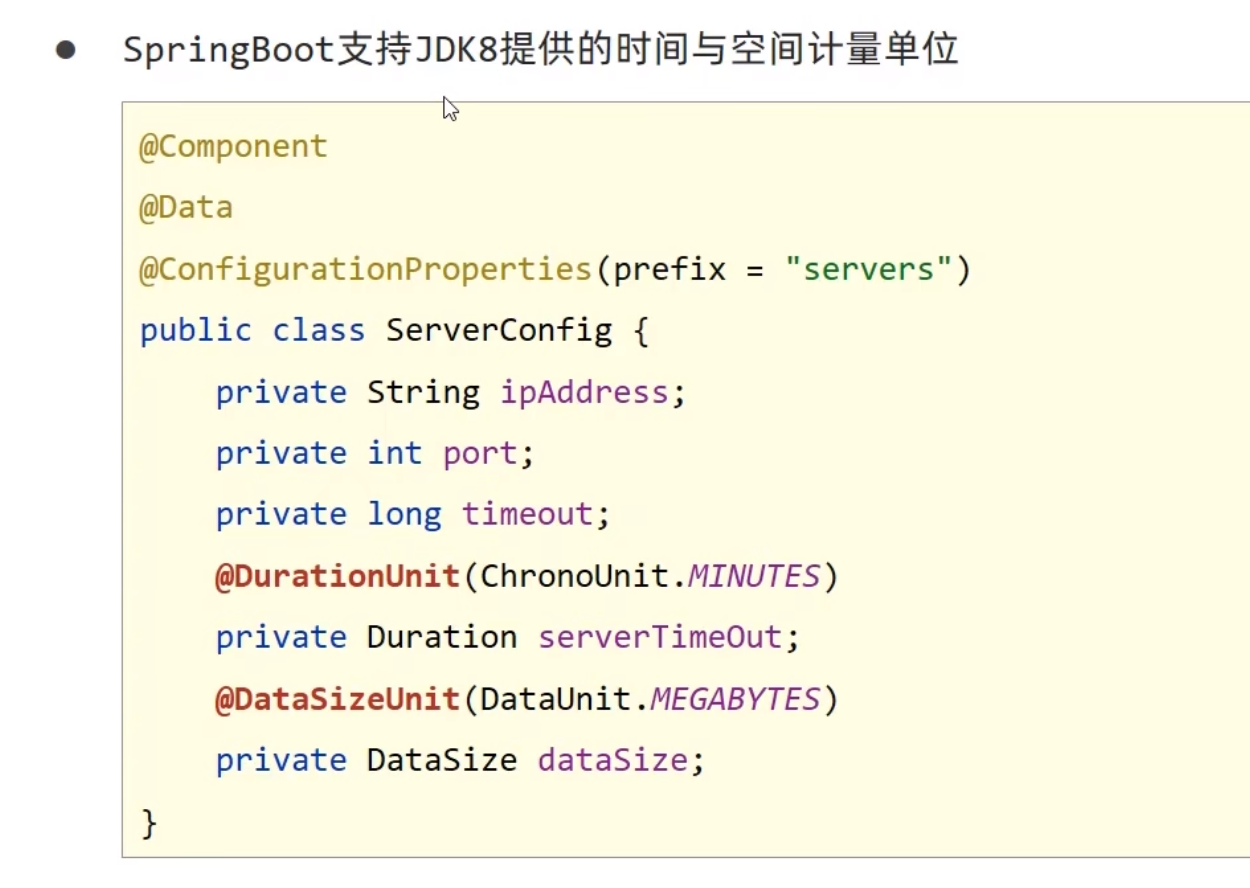 ● SpringBoot支持JDK8提供的时间与空间计量单位
@Component
@Data
@ConfigurationProperties(prefix = "servers")
public class ServerConfig {
    private String ipAddress;
    private int port;
    private long timeout;
    @DurationUnit(ChronoUnit.MINUTES)
    private Duration serverTimeOut;
    @DataSizeUnit(DataUnit.MEGABYTES)
    private DataSize dataSize;
}